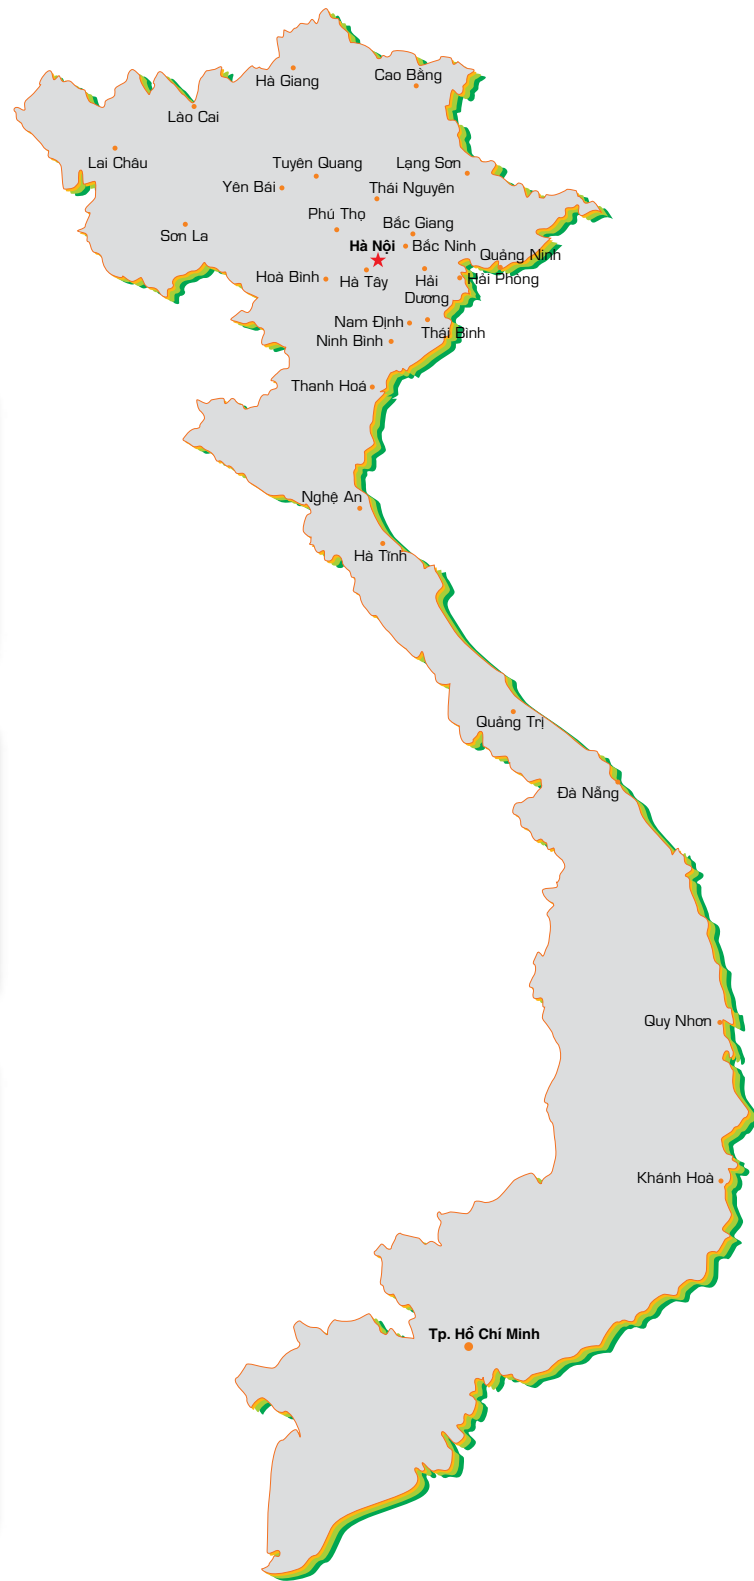 Cao Bằng
Hà Giang
Lào Cai
Lai Châu
Tuyên Quang
Lạng Sơn
Yên Bái
Thái Nguyên
Phú Thọ
Bắc Giang
Sơn La
Hà Nội
Bắc Ninh
Quảng Ninh
Hoà Bình
Hà Tây
Hải
Dương
Hải Phòng
Nam Định
Thái Bình
Ninh Bình
Thanh Hoá
Nghệ An
Hà Tĩnh
Quảng Trị
Đà Nẵng
Quy Nhơn
Khánh Hoà
Tp. Hồ Chí Minh